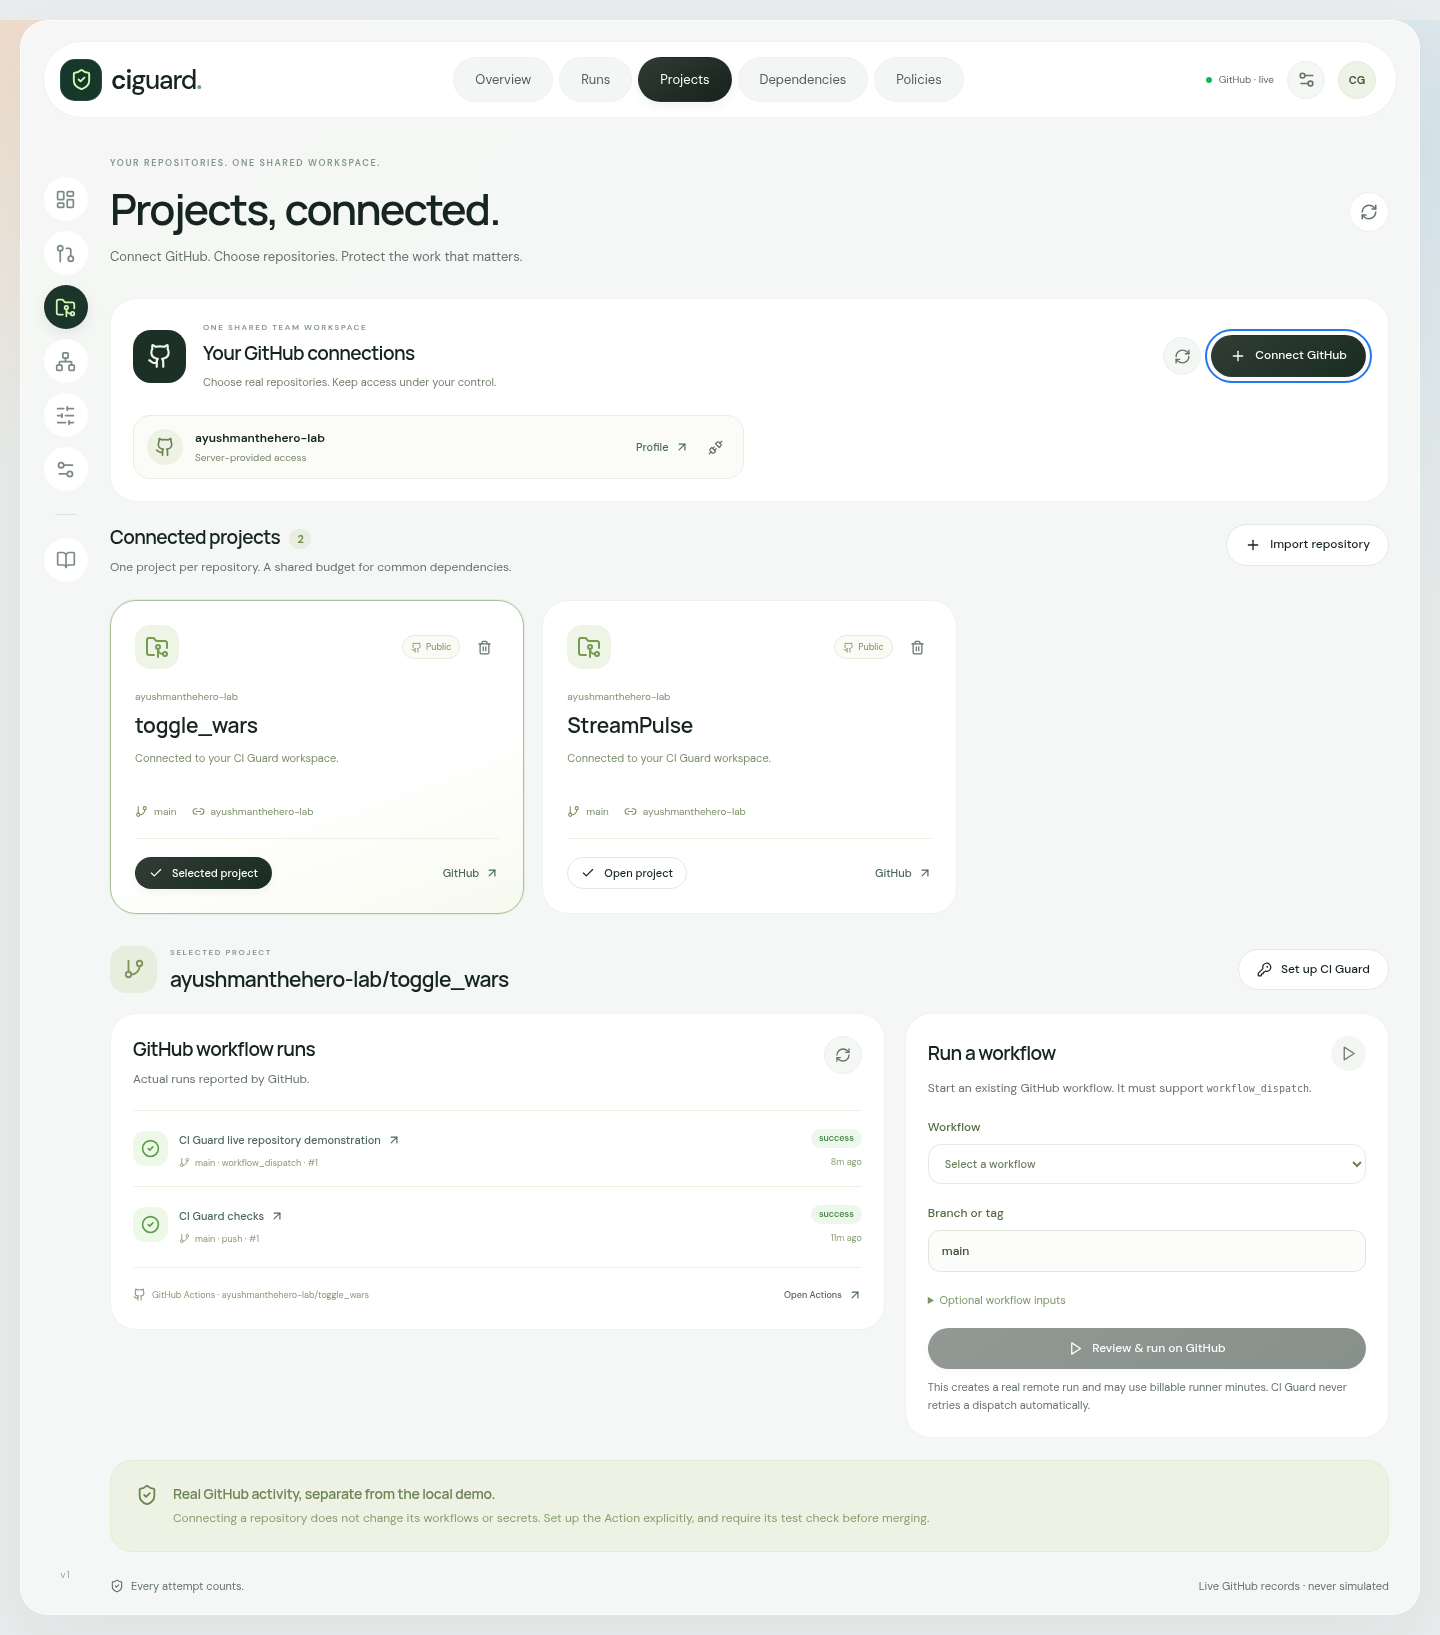 ciguard.
Overview
Runs
Projects
Dependencies
Policies
GitHub · live
CG
YOUR REPOSITORIES. ONE SHARED WORKSPACE.
Projects, connected.
Connect GitHub. Choose repositories. Protect the work that matters.
ONE SHARED TEAM WORKSPACE
Your GitHub connections
Choose real repositories. Keep access under your control.
Connect GitHub
ayushmanthehero-lab
Server-provided access
Profile
Connected projects 2
One project per repository. A shared budget for common dependencies.
Import repository
Public
ayushmanthehero-lab
toggle_wars
Connected to your CI Guard workspace.
main
ayushmanthehero-lab
Selected project
GitHub
Public
ayushmanthehero-lab
StreamPulse
Connected to your CI Guard workspace.
main
ayushmanthehero-lab
Open project
GitHub
SELECTED PROJECT
ayushmanthehero-lab/toggle_wars
Set up CI Guard
GitHub workflow runs
Actual runs reported by GitHub.
CI Guard live repository demonstration
main · workflow_dispatch · #1
success
8m ago
CI Guard checks
main · push · #1
success
11m ago
GitHub Actions · ayushmanthehero-lab/toggle_wars
Open Actions
Run a workflow
Start an existing GitHub workflow. It must support workflow_dispatch.
Workflow
Select a workflow
Branch or tag
main
Optional workflow inputs
Review & run on GitHub
This creates a real remote run and may use billable runner minutes. CI Guard never
retries a dispatch automatically.
Real GitHub activity, separate from the local demo.
Connecting a repository does not change its workflows or secrets. Set up the Action explicitly, and require its test check before merging.
v1
Every attempt counts.
Live GitHub records · never simulated